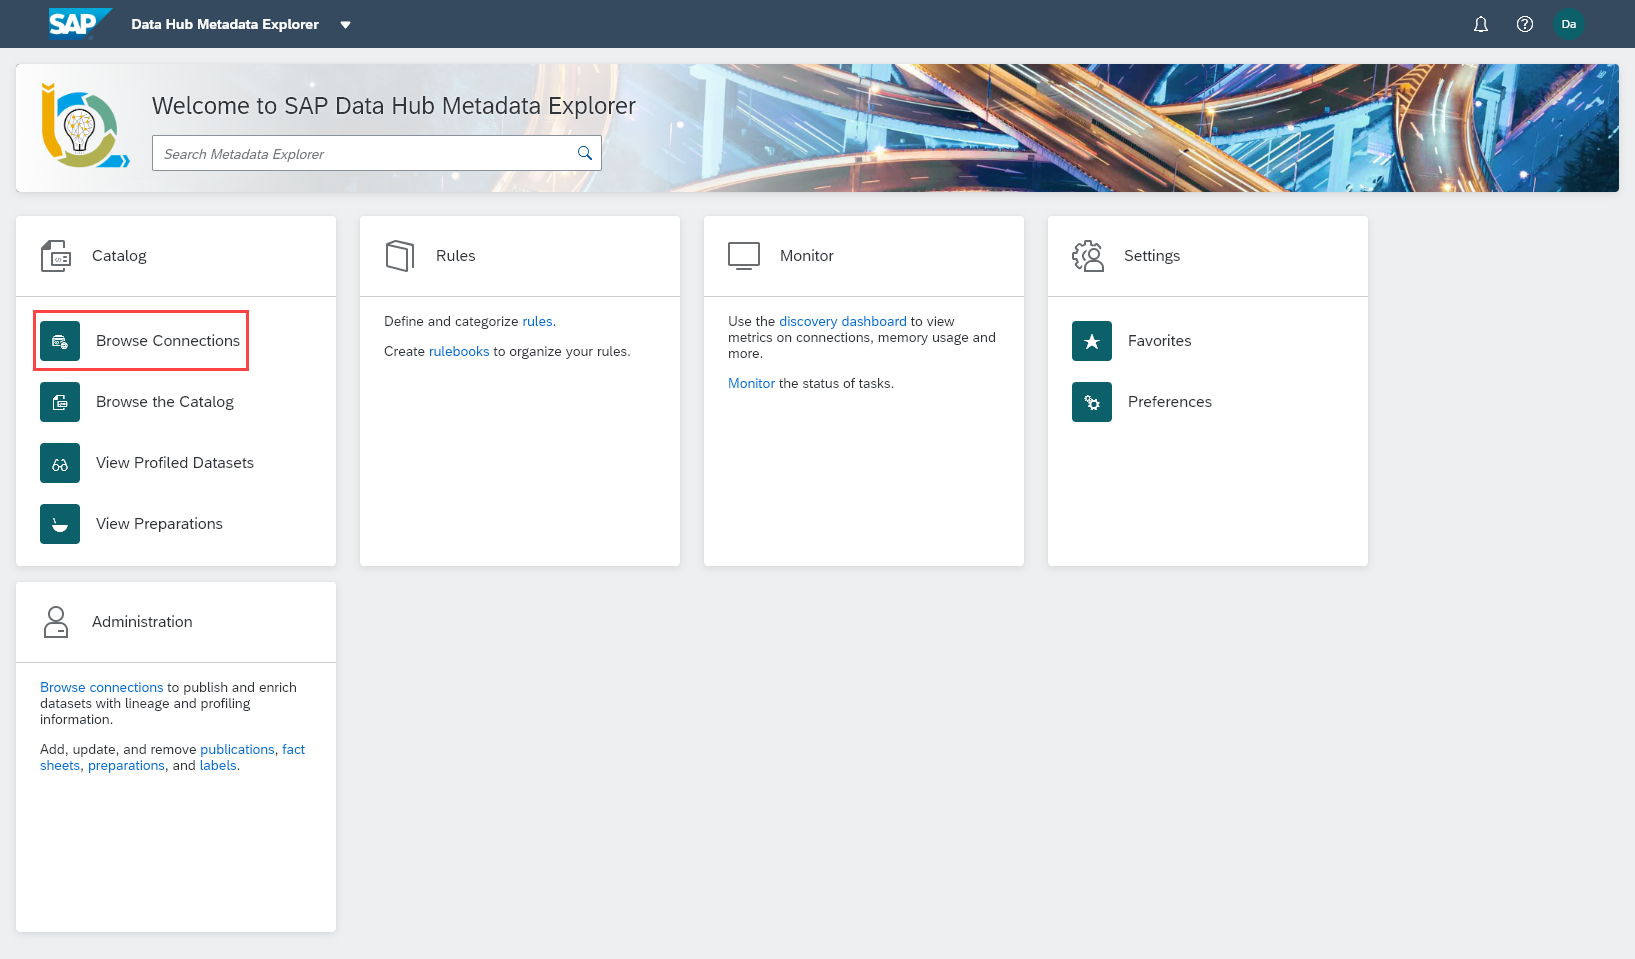 SAP Data Hub Metadata Explorer
Da
Welcome to SAP Data Hub Metadata Explorer
Search Metadata Explorer
Catalog
Browse Connections
Browse the Catalog
View Profiled Datasets
View Preparations
Rules
Define and categorize rules.
Create rulebooks to organize your rules.
Monitor
Use the discovery dashboard to view
metrics on connections, memory usage and
more.
Monitor the status of tasks.
Settings
Favorites
Preferences
Administration
Browse connections to publish and enrich
datasets with lineage and profiling
information.
Add, update, and remove publications, fact
sheets, preparations, and labels.